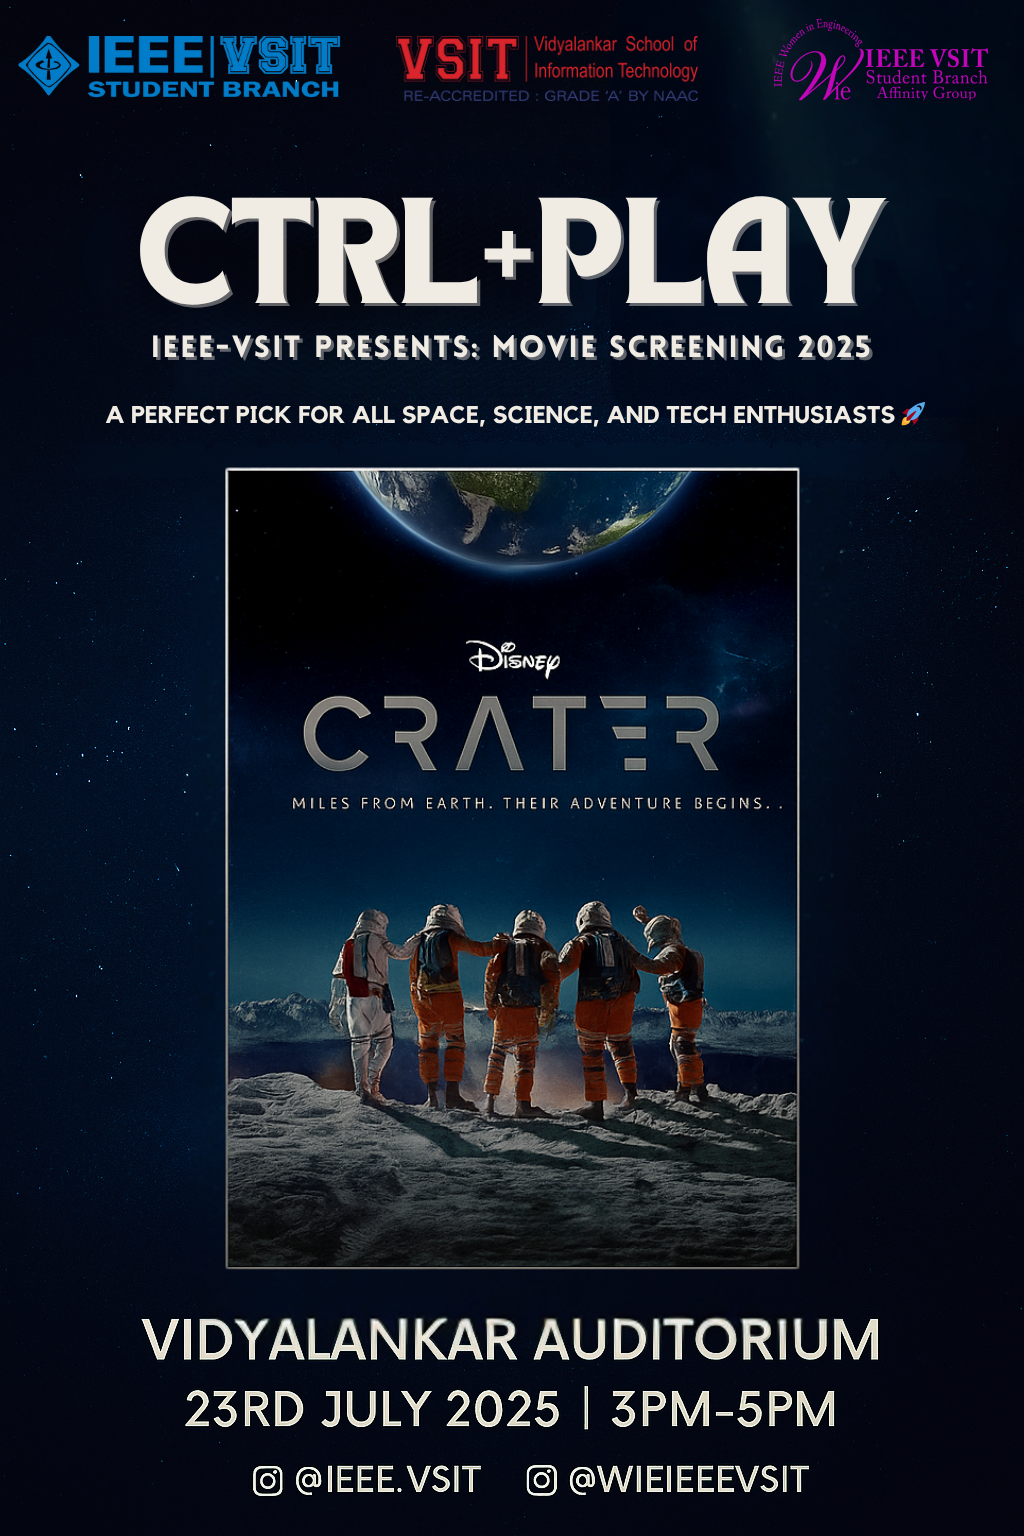 IEEE | VSIT
STUDENT BRANCH
VSIT | Vidyalankar School of
Information Technology
RE-ACCREDITED : GRADE 'A' BY NAAC
IEEE Women in Engineering
Wie
IEEE VSIT
Student Branch
Affinity Group
CTRL+PLAY
IEEE-VSIT PRESENTS: MOVIE SCREENING 2025
A PERFECT PICK FOR ALL SPACE, SCIENCE, AND TECH ENTHUSIASTS 🚀
DISNEY
CRATER
MILES FROM EARTH. THEIR ADVENTURE BEGINS. .
VIDYALANKAR AUDITORIUM
23RD JULY 2025 | 3PM-5PM
@IEEE.VSIT @WIEIEEEVSIT